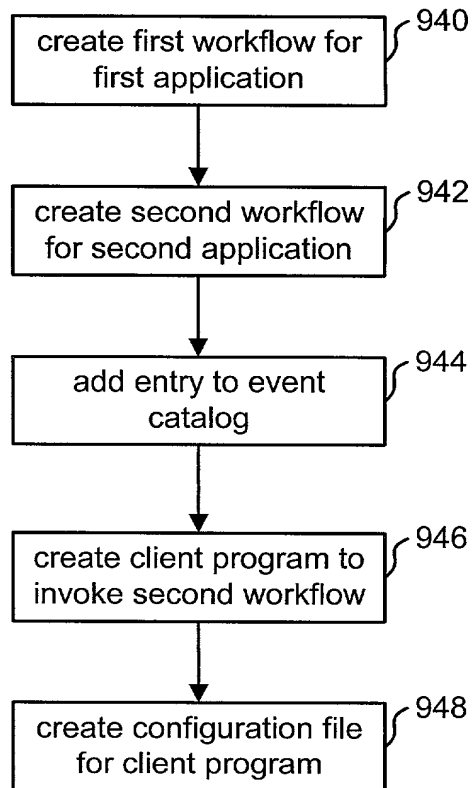 940
create first workflow for
first application
942
create second workflow
for second application
944
add entry to event
catalog
946
create client program to
invoke second workflow
948
create configuration file
for client program